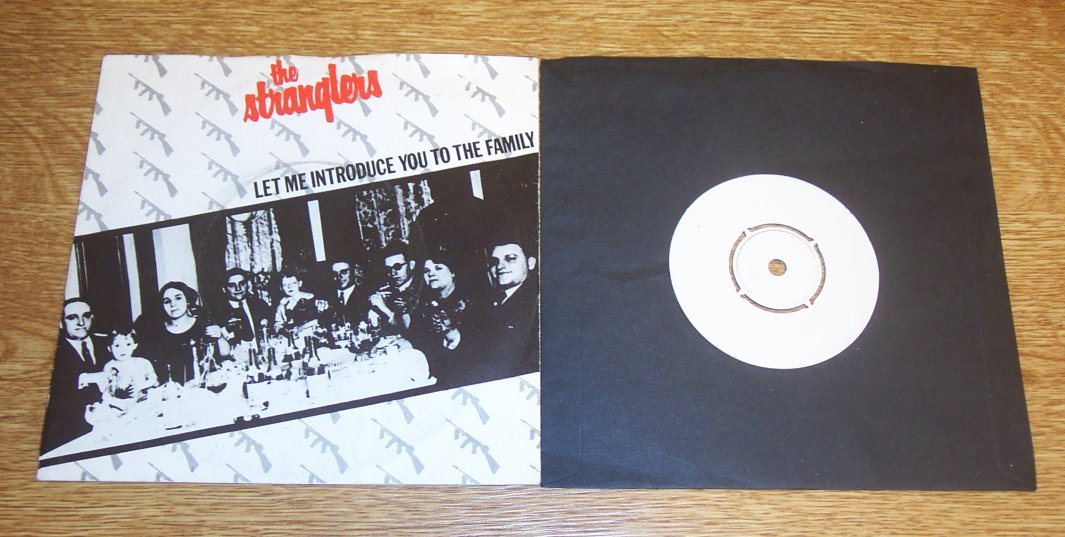 the
stranglers
LET ME INTRODUCE YOU TO THE FAMILY